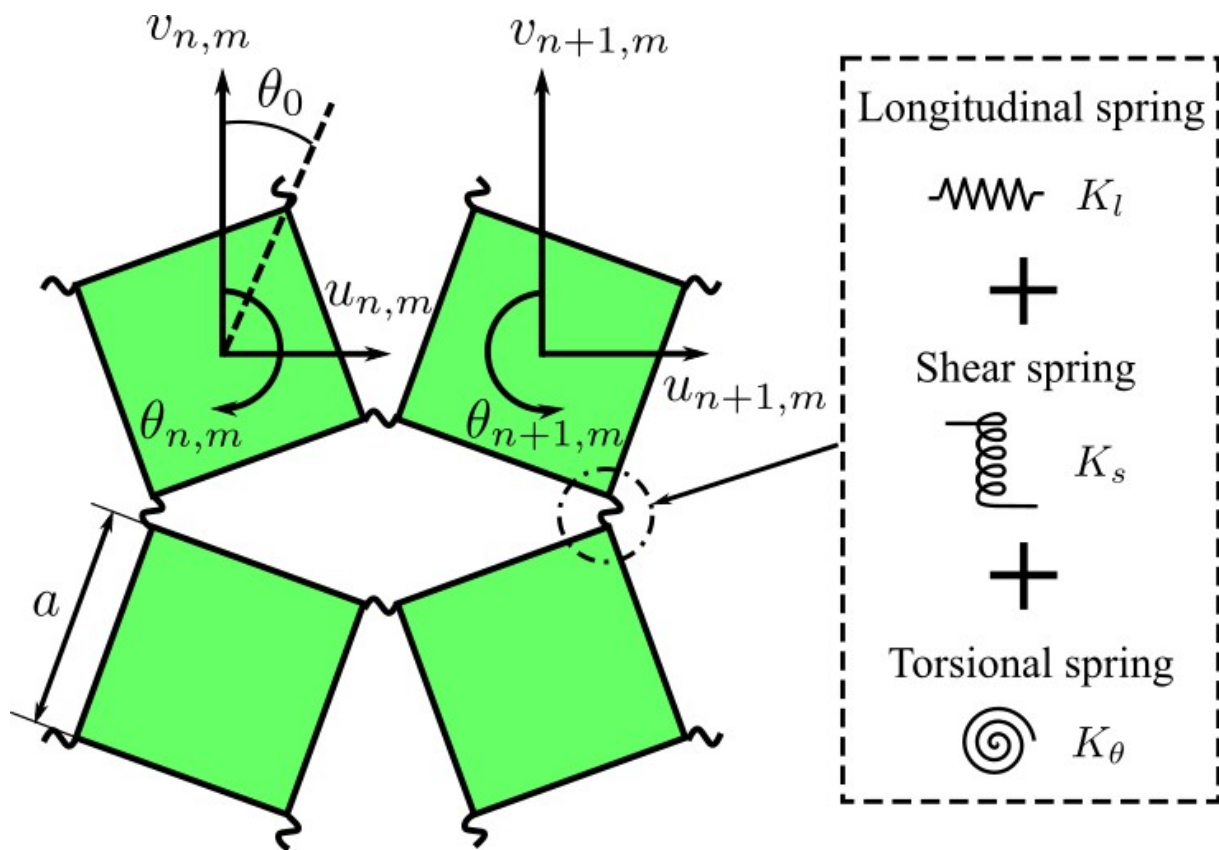 v_{n,m}
v_{n+1,m}
θ_0
u_{n,m}
u_{n+1,m}
θ_{n,m}
θ_{n+1,m}
a
Longitudinal spring
K_l
+
Shear spring
K_s
+
Torsional spring
K_θ